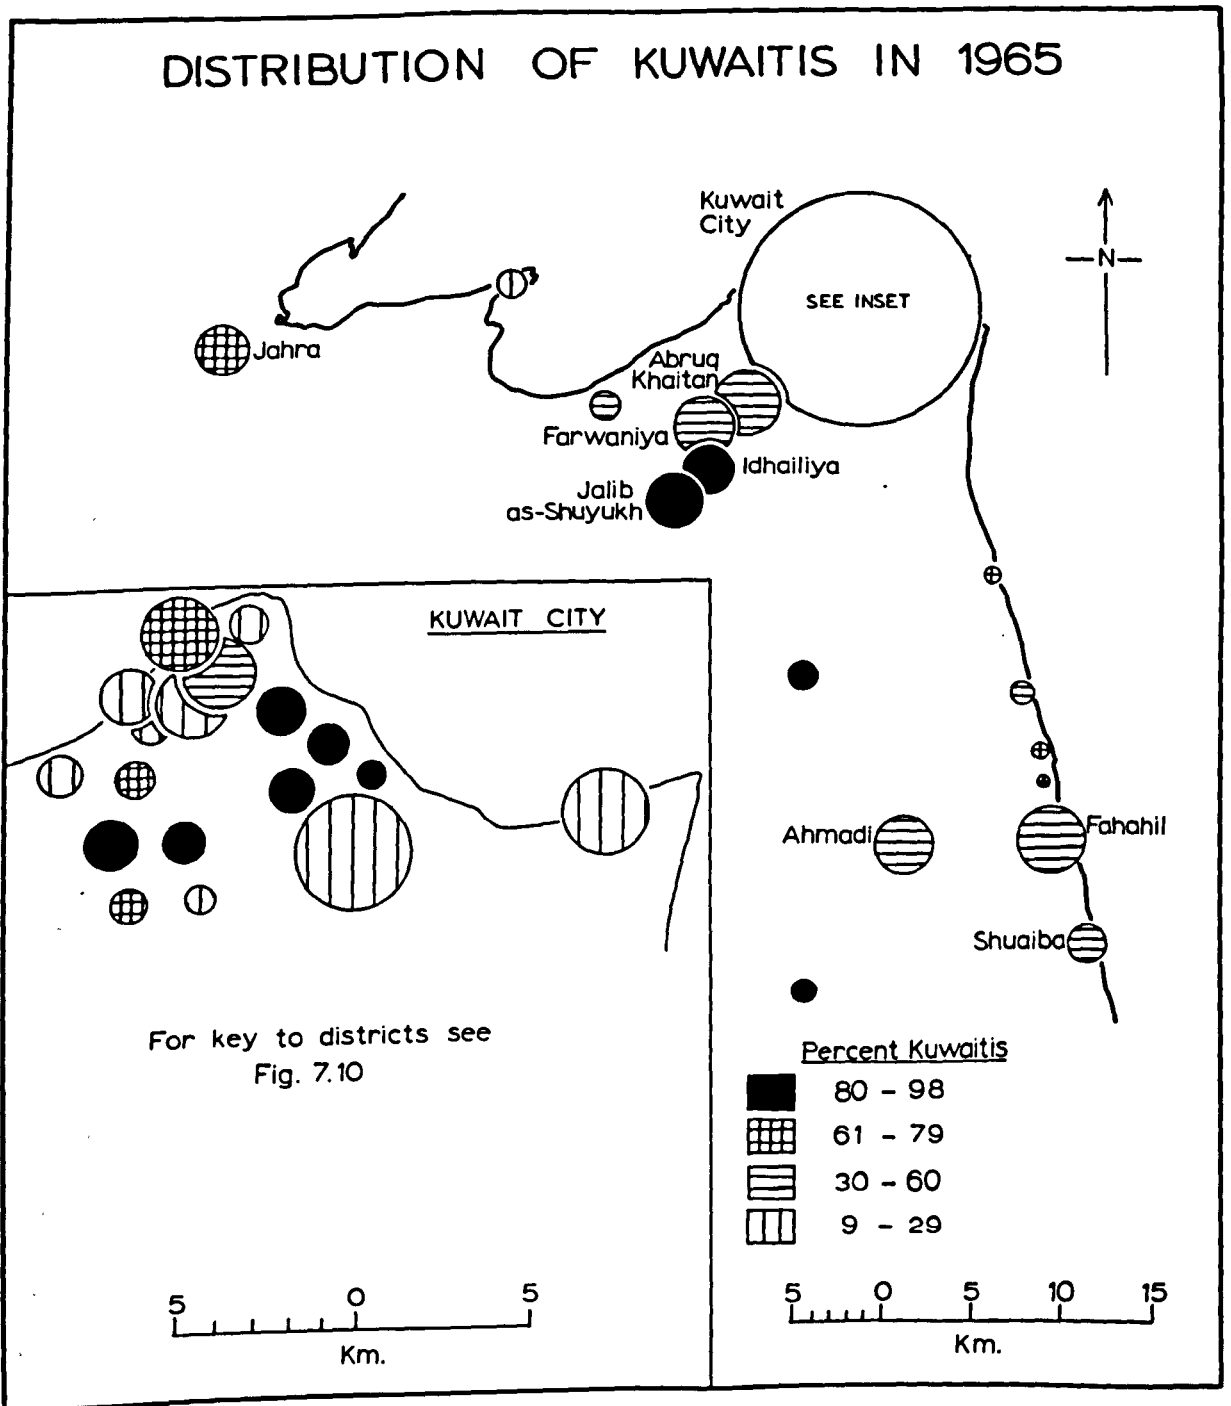 DISTRIBUTION OF KUWAITIS IN 1965
Kuwait
City
N
SEE INSET
Jahra
Abruq
Khaitan
Farwaniya
Idhailiya
Jalib
as-Shuyukh
KUWAIT CITY
Ahmadi
Fahahil
Shuaiba
For key to districts see
Fig. 7.10
Percent Kuwaitis
80 - 98
61 - 79
30 - 60
9 - 29
5 0 5
Km.
5 0 5 10 15
Km.